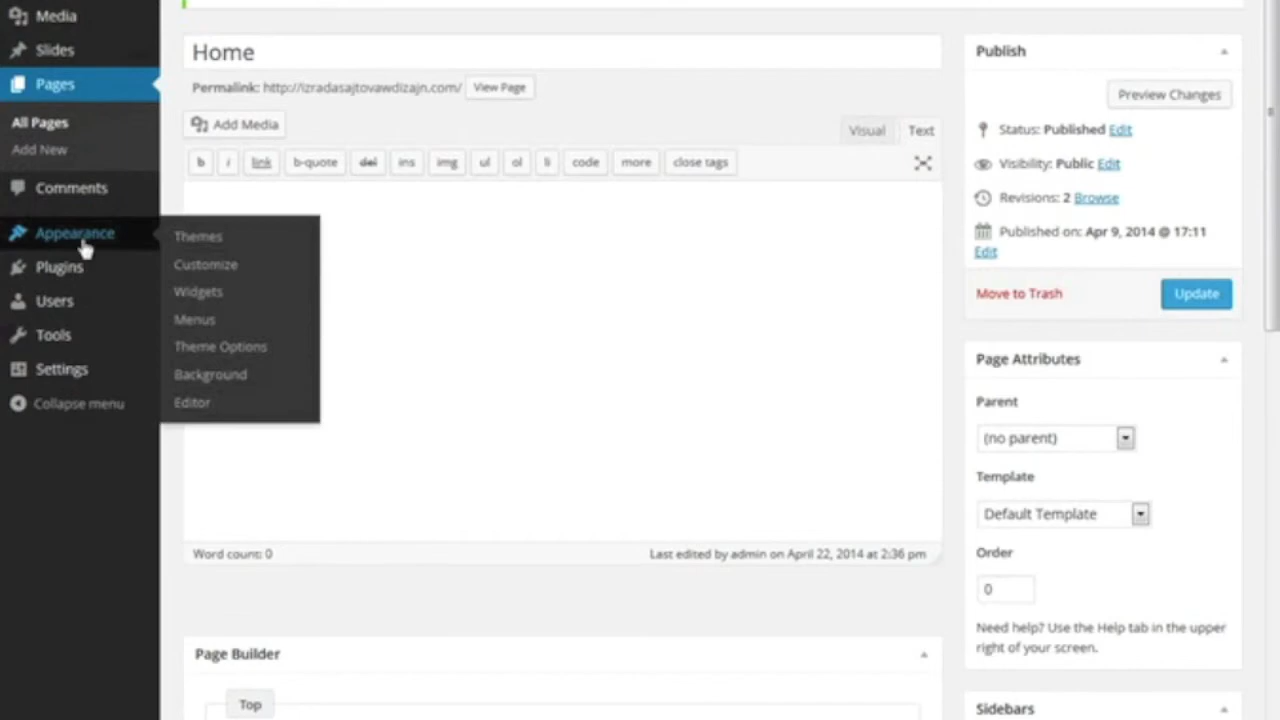 Media
Slides
Pages
All Pages
Add New
Comments
Appearance
Plugins
Users
Tools
Settings
Collapse menu
Themes
Customize
Widgets
Menus
Theme Options
Background
Editor
Home
Permalink: http://izradasajtovawdizajn.com/ View Page
Add Media
Visual Text
b i link b-quote del ins img ul ol li code more close tags
Word count: 0 Last edited by admin on April 22, 2014 at 2:36 pm
Page Builder
Top
Publish
Preview Changes
Status: Published Edit
Visibility: Public Edit
Revisions: 2 Browse
Published on: Apr 9, 2014 @ 17:11
Edit
Move to Trash Update
Page Attributes
Parent
(no parent)
Template
Default Template
Order
0
Need help? Use the Help tab in the upper
right of your screen.
Sidebars